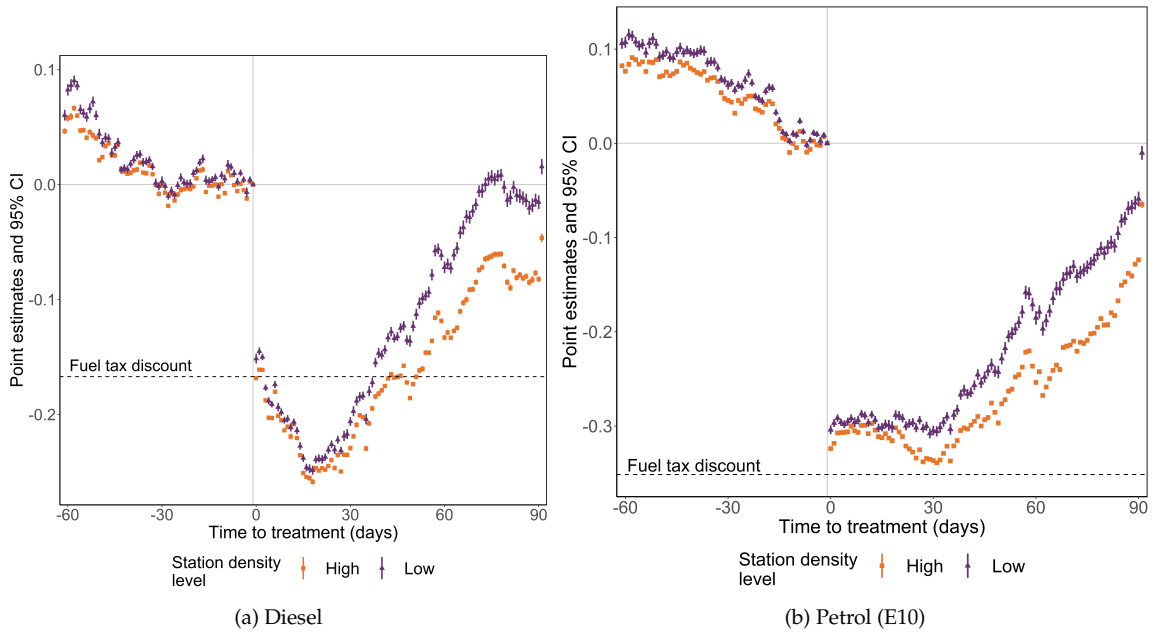 Point estimates and 95% CI
0.1
0.0
-0.1
-0.2
Fuel tax discount
-60
-30
0
30
60
90
Time to treatment (days)
Station density
level
High
Low
(a) Diesel
Point estimates and 95% CI
0.1
0.0
-0.1
-0.2
-0.3
Fuel tax discount
-60
-30
0
30
60
90
Time to treatment (days)
Station density
level
High
Low
(b) Petrol (E10)